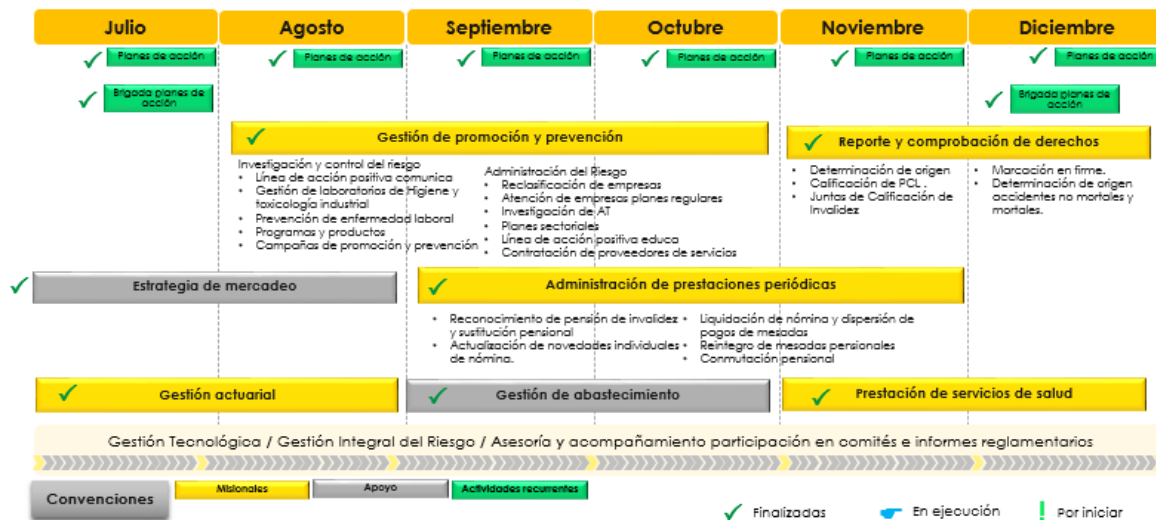 Julio
Agosto
Septiembre
Octubre
Noviembre
Diciembre
Planes de acción
Planes de acción
Planes de acción
Planes de acción
Planes de acción
Planes de acción
Brigada planes de
acción
Brigada planes de
acción
Gestión de promoción y prevención
Reporte y comprobación de derechos
Investigación y control del riesgo
• Línea de acción positiva comunica
• Gestión de laboratorios de Higiene y
toxicología industrial
• Prevención de enfermedad laboral
• Programas y productos
• Campañas de promoción y prevención
Administración del Riesgo
• Reclasificación de empresas
• Atención de empresas planes regulares
• Investigación de AT
• Planes sectoriales
• Línea de acción positiva educa
• Contratación de proveedores de servicios
• Determinación de origen
• Calificación de PCL .
• Juntas de Calificación de
Invalidez
• Marcación en firme.
• Determinación de origen
accidentes no mortales y
mortales.
Estrategia de mercadeo
Administración de prestaciones periódicas
• Reconocimiento de pensión de invalidez
y sustitución pensional
• Actualización de novedades individuales
de nómina.
• Liquidación de nómina y dispersión de
pagos de mesadas
• Reintegro de mesadas pensionales
• Conmutación pensional
Gestión actuarial
Gestión de abastecimiento
Prestación de servicios de salud
Gestión Tecnológica / Gestión Integral del Riesgo / Asesoría y acompañamiento participación en comités e informes reglamentarios
Convenciones
Misionales
Apoyo
Actividades recurrentes
Finalizadas
En ejecución
Por iniciar